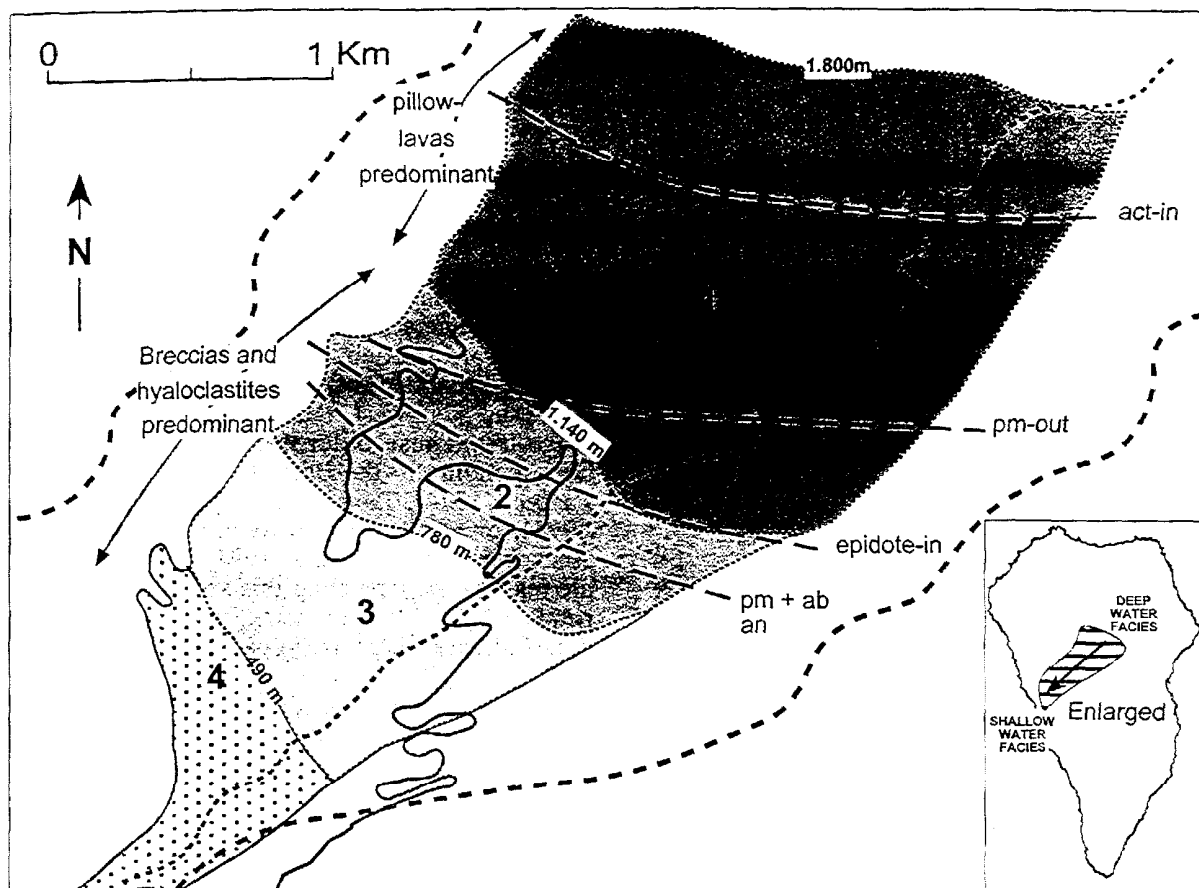 0 1 Km
1.800m
pillow-
lavas
predominant
act-in
N
Breccias and
hyaloclastites
predominant
1.140 m
pm-out
2
780 m
epidote-in
pm + ab
an
3
490 m
4
DEEP WATER
FACIES
Enlarged
SHALLOW
WATER
FACIES